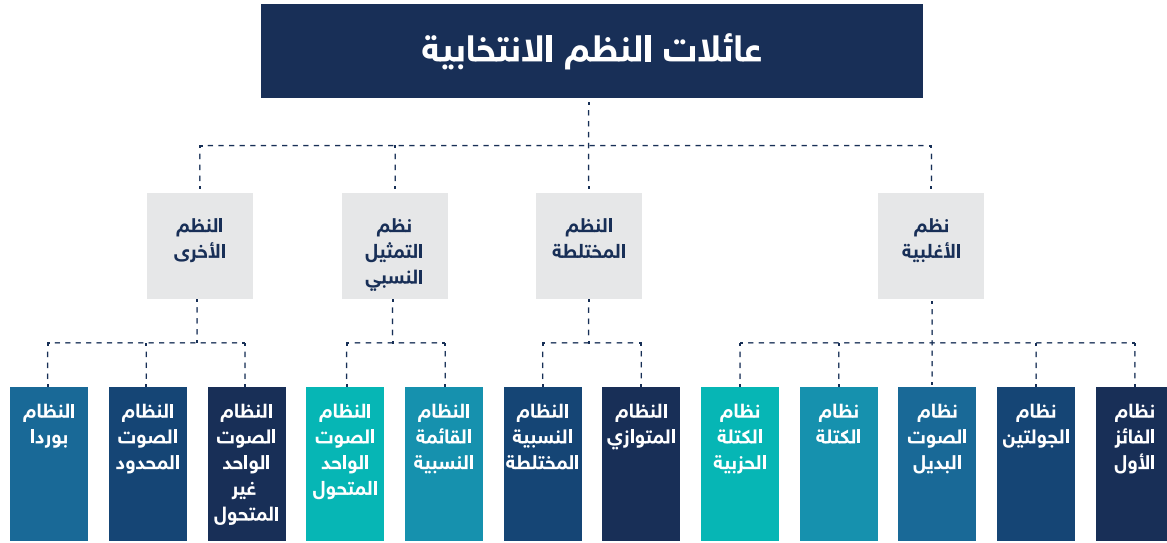 عائلات النظم الانتخابية
نظم
الأغلبية
النظم
المختلطة
نظم
التمثيل
النسبي
النظم
الأخرى
نظام
الفائز
الأول
نظام
الجولتين
نظام
الصوت
البديل
نظام
الكتلة
نظام
الكتلة
الحزبية
النظام
المتوازي
النظام
النسبية
المختلطة
النظام
القائمة
النسبية
النظام
الصوت
الواحد
المتحول
النظام
الصوت
الواحد
غير
المتحول
النظام
الصوت
المحدود
النظام
بوردا